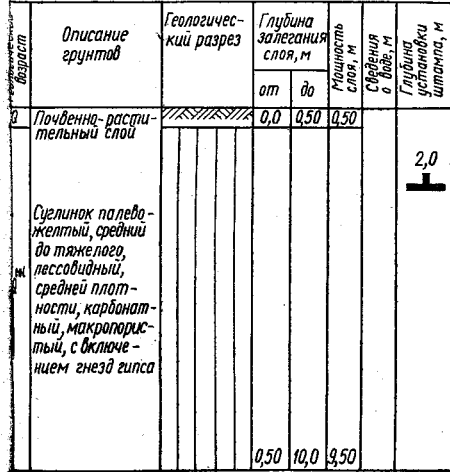 возраст
Описание
грунтов
Геологичес-
кий разрез
Глубина
залегания
слоя, м
от
до
Мощность
слоя, м
Сведения
о воде, м
Глубина
установки
штампа, м
Почвенно-расти-
тельный слой
0,0 0,50 0,50
2,0
Суглинок палево-
желтый, средний
до тяжелого,
лессовидный,
средней плот-
ности, карбонат-
ный, макропорис-
тый, с включе-
нием гнезд гипса
0,50 10,0 9,50